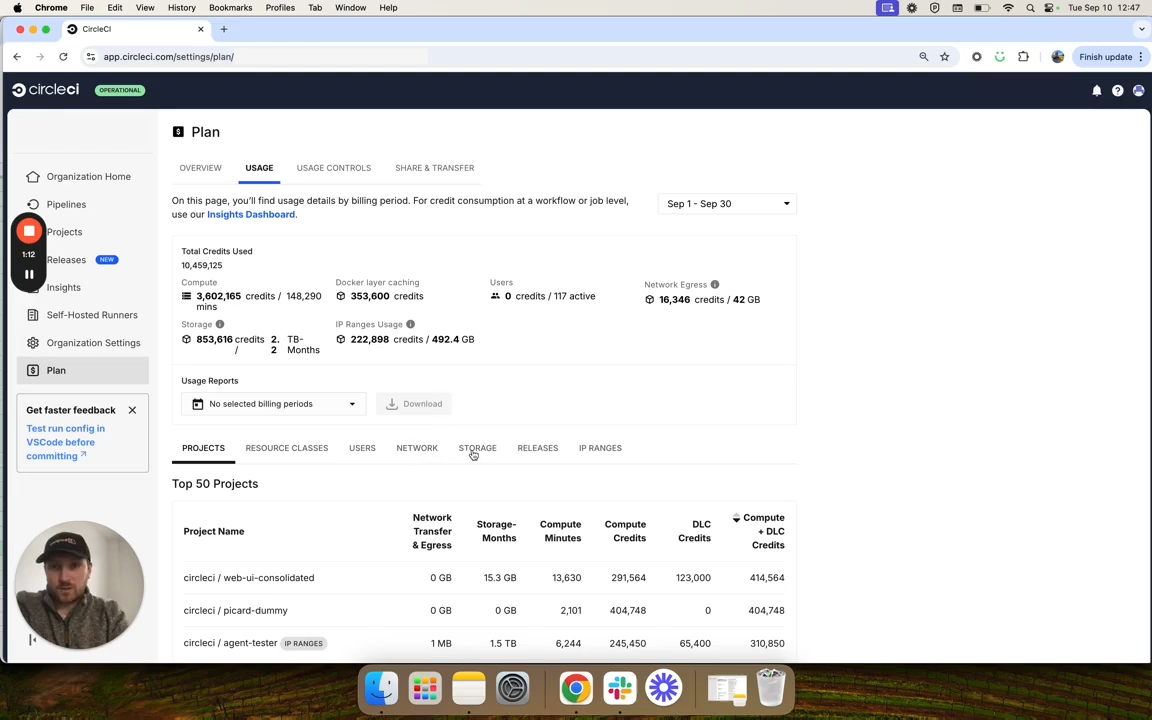 Chrome File Edit View History Bookmarks Profiles Tab Window Help Tue Sep 10 12:47
CircleCI
app.circleci.com/settings/plan/ Finish update
circleci OPERATIONAL
Organization Home
Pipelines
Projects
1:12
Releases NEW
Insights
Self-Hosted Runners
Organization Settings
Plan
Get faster feedback
Test run config in
VSCode before
committing
Plan
OVERVIEW USAGE USAGE CONTROLS SHARE & TRANSFER
On this page, you'll find usage details by billing period. For credit consumption at a workflow or job level,
use our Insights Dashboard.
Sep 1 - Sep 30
Total Credits Used
10,459,125
Compute
3,602,165 credits / 148,290
mins
Docker layer caching
353,600 credits
Users
0 credits / 117 active
Network Egress
16,346 credits / 42 GB
Storage
853,616 credits / 2.2 TB-Months
IP Ranges Usage
222,898 credits / 492.4 GB
Usage Reports
No selected billing periods Download
PROJECTS RESOURCE CLASSES USERS NETWORK STORAGE RELEASES IP RANGES
Top 50 Projects
Project Name
Network
Transfer
& Egress
Storage-
Months
Compute
Minutes
Compute
Credits
DLC
Credits
Compute
+ DLC
Credits
circleci / web-ui-consolidated 0 GB 15.3 GB 13,630 291,564 123,000 414,564
circleci / picard-dummy 0 GB 0 GB 2,101 404,748 0 404,748
circleci / agent-tester IP RANGES 1 MB 1.5 TB 6,244 245,450 65,400 310,850